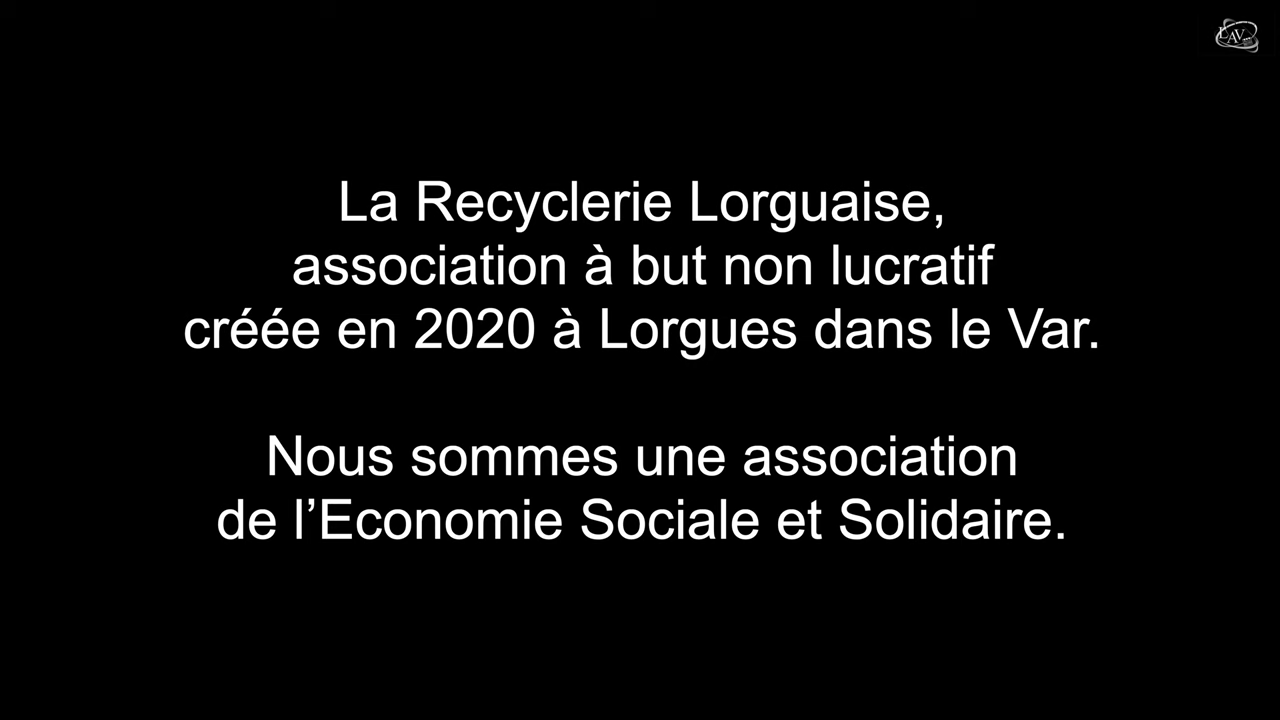 La Recyclerie Lorguaise,
association à but non lucratif
créée en 2020 à Lorgues dans le Var.
Nous sommes une association
de l’Economie Sociale et Solidaire.